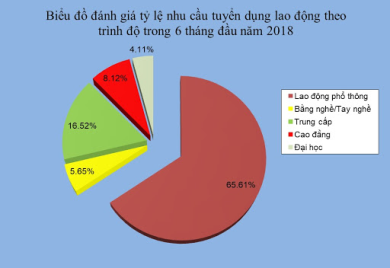 Biểu đồ đánh giá tỷ lệ nhu cầu tuyển dụng lao động theo
trình độ trong 6 tháng đầu năm 2018
4.11%
8.12%
16.52%
5.65%
65.61%
Lao động phổ thông
Bằng nghề/Tay nghề
Trung cấp
Cao đẳng
Đại học